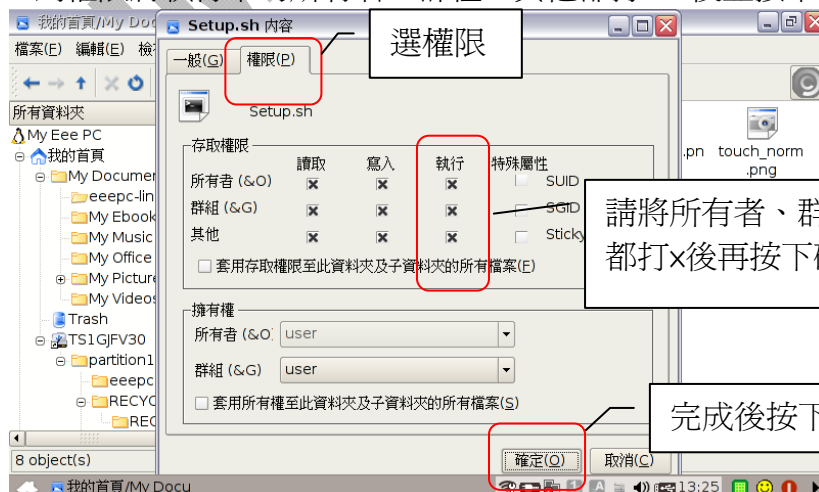 我的首頁/My Doc
Setup.sh 內容
檔案(F) 編輯(E) 檢
一般(G) 權限(P)
選權限
所有資料夾
Setup.sh
My Eee PC
我的首頁
My Documen
eeepc-lin
My Ebook
My Music
My Office
My Picture
My Videos
Trash
TS1GJFV30
partition1
eeepc
RECYC
REC
存取權限
讀取 寫入 執行 特殊屬性
所有者 (&O) SUID
群組 (&G) SGID
其他 Sticky
套用存取權限至此資料夾及子資料夾的所有檔案(F)
請將所有者、群
都打x後再按下確
擁有權
所有者 (&O) user
群組 (&G) user
套用所有權至此資料夾及子資料夾的所有檔案(S)
完成後按下
確定(O) 取消(C)
.pn touch_norm
.png
8 object(s)
我的首頁/My Docu
13:25